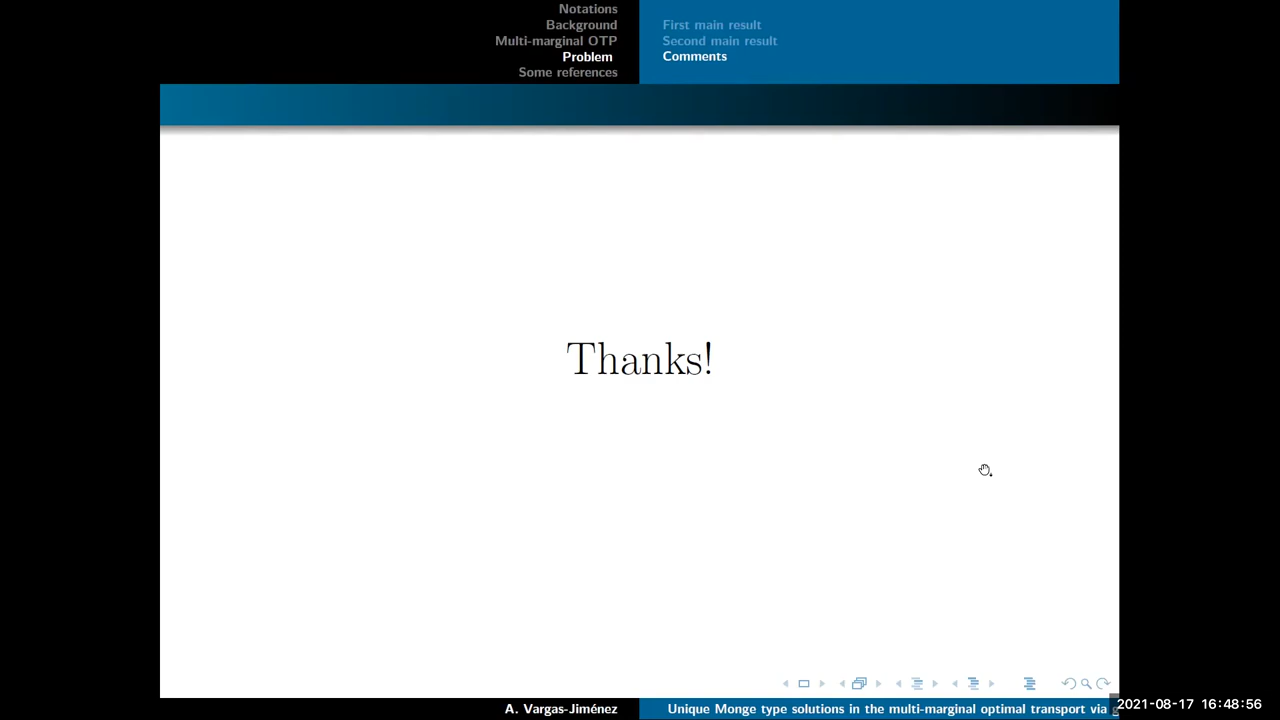 Notations
Background
Multi-marginal OTP
Problem
Some references
First main result
Second main result
Comments
Thanks!
A. Vargas-Jiménez
Unique Monge type solutions in the multi-marginal optimal transport via
2021-08-17 16:48:56